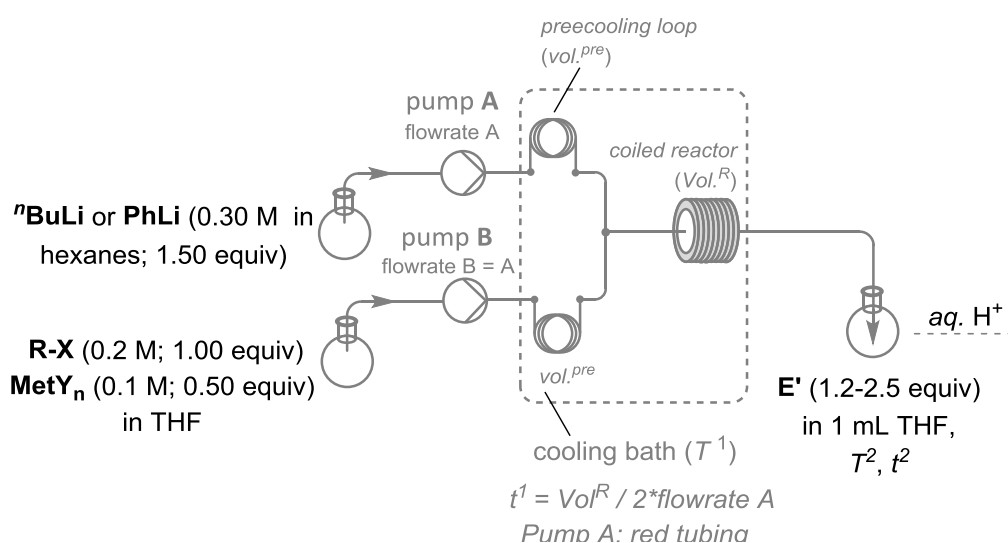 preecooling loop
(vol.ᵖʳᵉ)
pump A
flowrate A
coiled reactor
(Vol.ᴿ)
ⁿBuLi or PhLi (0.30 M in
hexanes; 1.50 equiv)
pump B
flowrate B = A
aq. H⁺
R-X (0.2 M; 1.00 equiv)
MetYₙ (0.1 M; 0.50 equiv)
in THF
vol.ᵖʳᵉ
E' (1.2-2.5 equiv)
in 1 mL THF,
T², t²
cooling bath (T ¹)
t¹ = Volᴿ / 2*flowrate A
Pump A: red tubing